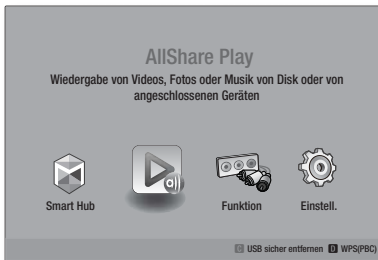 AllShare Play
Wiedergabe von Videos, Fotos oder Musik von Disk oder von
angeschlossenen Geräten
Smart Hub
Funktion
Einstell.
C USB sicher entfernen D WPS(PBC)